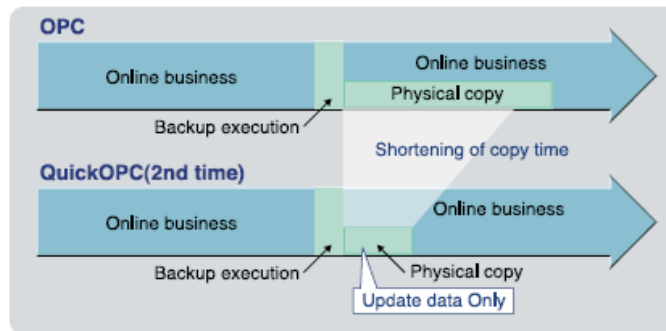 OPC
Online business
Online business
Physical copy
Backup execution
Shortening of copy time
QuickOPC(2nd time)
Online business
Online business
Backup execution
Physical copy
Update data Only